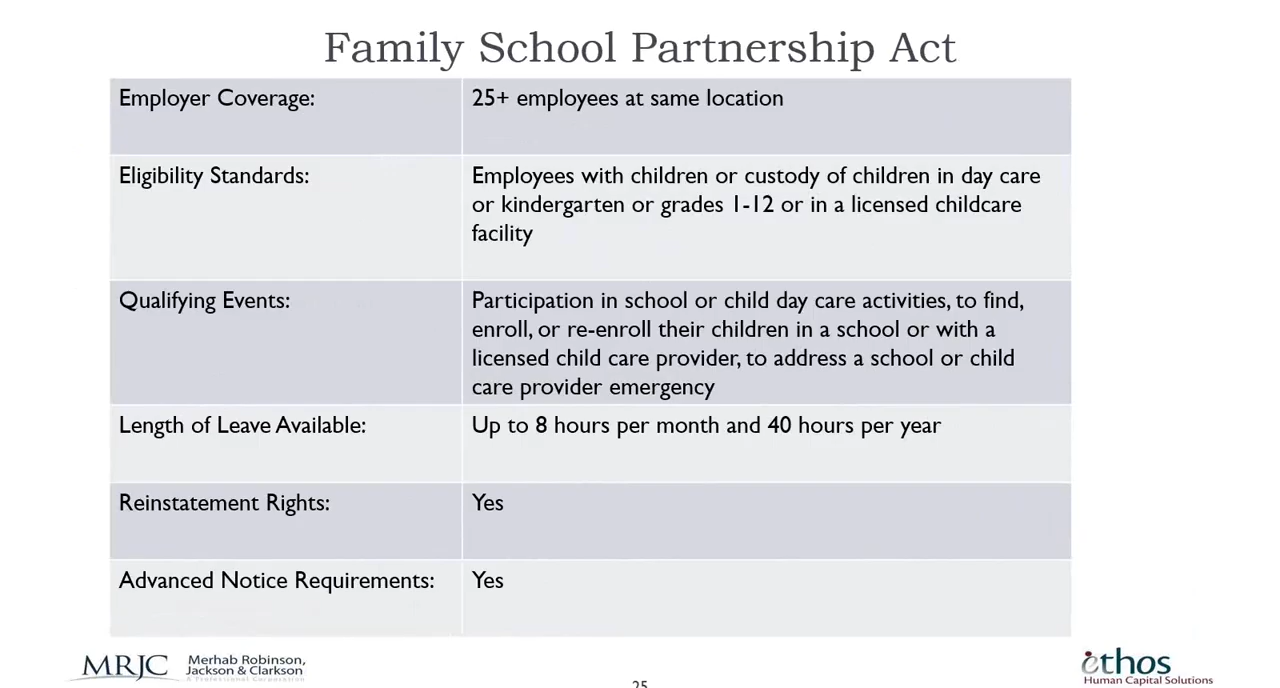 Family School Partnership Act
Employer Coverage:
25+ employees at same location
Eligibility Standards:
Employees with children or custody of children in day care
or kindergarten or grades 1-12 or in a licensed childcare
facility
Qualifying Events:
Participation in school or child day care activities, to find,
enroll, or re-enroll their children in a school or with a
licensed child care provider, to address a school or child
care provider emergency
Length of Leave Available:
Up to 8 hours per month and 40 hours per year
Reinstatement Rights:
Yes
Advanced Notice Requirements:
Yes
MRJC
Merhab Robinson,
Jackson & Clarkson
A Professional Corporation
25
ethos
Human Capital Solutions